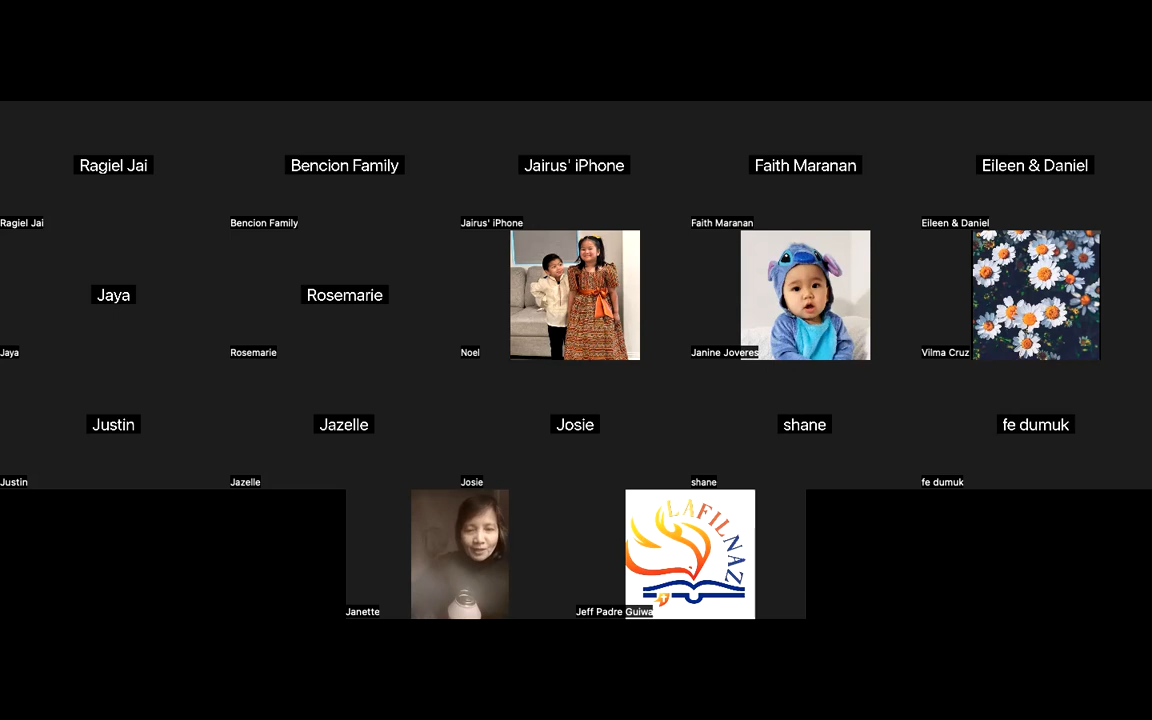 Ragiel Jai
Bencion Family
Jairus' iPhone
Faith Maranan
Eileen & Daniel
Ragiel Jai
Bencion Family
Jairus' iPhone
Faith Maranan
Eileen & Daniel
Jaya
Rosemarie
Jaya
Rosemarie
Noel
Janine Joveres
Vilma Cruz
Justin
Jazelle
Josie
shane
fe dumuk
Justin
Jazelle
Josie
shane
fe dumuk
LAFILNAZ
Janette
Jeff Padre Guiwa